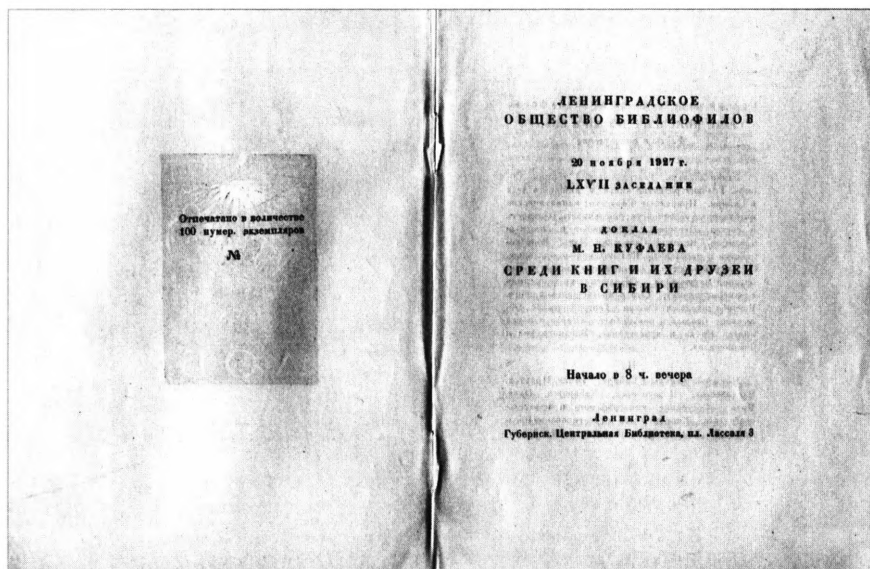 Отпечатано в количестве
100 нумер. экземпляров
№
ЛЕНИНГРАДСКОЕ
ОБЩЕСТВО БИБЛИОФИЛОВ
20 ноября 1927 г.
LXVII ЗАСЕДАНИЕ
ДОКЛАД
М. Н. КУФАЕВА
СРЕДИ КНИГ И ИХ ДРУЗЕЙ
В СИБИРИ
Начало в 8 ч. вечера
Ленинград
Губернск. Центральная Библиотека, пл. Лассаля 3